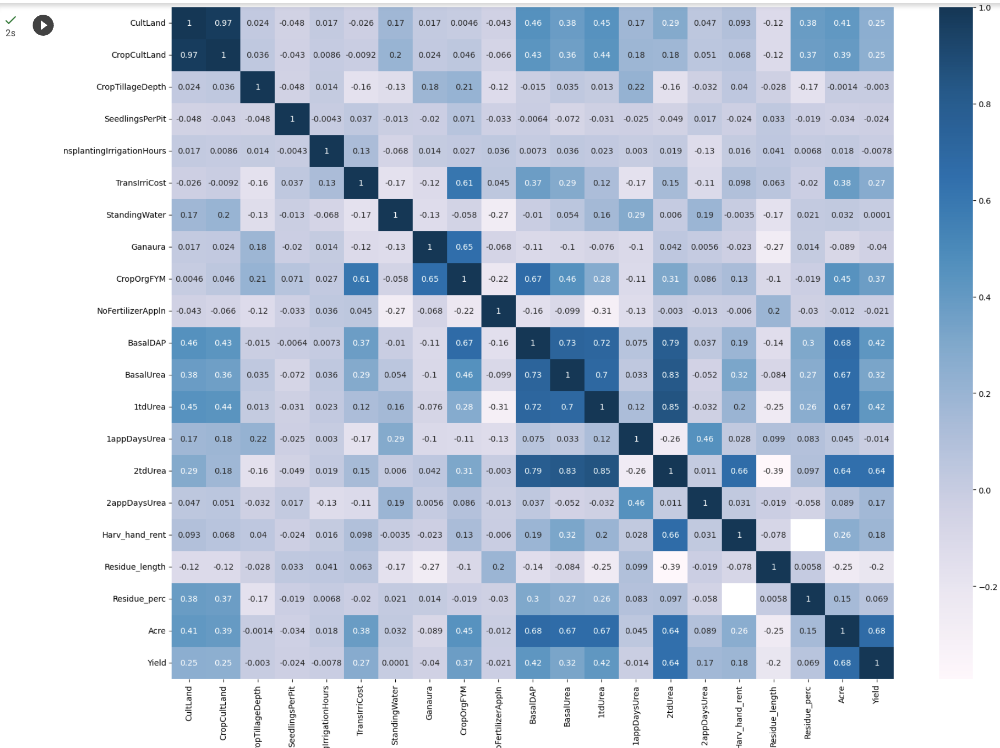 2s
CultLand 1 0.97 0.024 -0.048 0.017 -0.026 0.17 0.017 0.0046 -0.043 0.46 0.38 0.45 0.17 0.29 0.047 0.093 -0.12 0.38 0.41 0.25
CropCultLand 0.97 1 0.036 -0.043 0.0086 -0.0092 0.2 0.024 0.046 -0.066 0.43 0.36 0.44 0.18 0.18 0.051 0.068 -0.12 0.37 0.39 0.25
CropTillageDepth 0.024 0.036 1 -0.048 0.014 -0.16 -0.13 0.18 0.21 -0.12 -0.015 0.035 0.013 0.22 -0.16 -0.032 0.04 -0.028 -0.17 -0.0014 -0.003
SeedlingsPerPit -0.048 -0.043 -0.048 1 -0.0043 0.037 -0.013 -0.02 0.071 -0.033 -0.0064 -0.072 -0.031 -0.025 -0.049 0.017 -0.024 0.033 -0.019 -0.034 -0.024
nsplantingIrrigationHours 0.017 0.0086 0.014 -0.0043 1 0.13 -0.068 0.014 0.027 0.036 0.0073 0.036 0.023 0.003 0.019 -0.13 0.016 0.041 0.0068 0.018 -0.0078
TransIrriCost -0.026 -0.0092 -0.16 0.037 0.13 1 -0.17 -0.12 0.61 0.045 0.37 0.29 0.12 -0.17 0.15 -0.11 0.098 0.063 -0.02 0.38 0.27
StandingWater 0.17 0.2 -0.13 -0.013 -0.068 -0.17 1 -0.13 -0.058 -0.27 -0.01 0.054 0.16 0.29 0.006 0.19 -0.0035 -0.17 0.021 0.032 0.0001
Ganaura 0.017 0.024 0.18 -0.02 0.014 -0.12 -0.13 1 0.65 -0.068 -0.11 -0.1 -0.076 -0.1 0.042 0.0056 -0.023 -0.27 0.014 -0.089 -0.04
CropOrgFYM 0.0046 0.046 0.21 0.071 0.027 0.61 -0.058 0.65 1 -0.22 0.67 0.46 0.28 -0.11 0.31 0.086 0.13 -0.1 -0.019 0.45 0.37
NoFertilizerAppln -0.043 -0.066 -0.12 -0.033 0.036 0.045 -0.27 -0.068 -0.22 1 -0.16 -0.099 -0.31 -0.13 -0.003 -0.013 -0.006 0.2 -0.03 -0.012 -0.021
BasalDAP 0.46 0.43 -0.015 -0.0064 0.0073 0.37 -0.01 -0.11 0.67 -0.16 1 0.73 0.72 0.075 0.79 0.037 0.19 -0.14 0.3 0.68 0.42
BasalUrea 0.38 0.36 0.035 -0.072 0.036 0.29 0.054 -0.1 0.46 -0.099 0.73 1 0.7 0.033 0.83 -0.052 0.32 -0.084 0.27 0.67 0.32
1tdUrea 0.45 0.44 0.013 -0.031 0.023 0.12 0.16 -0.076 0.28 -0.31 0.72 0.7 1 0.12 0.85 -0.032 0.2 -0.25 0.26 0.67 0.42
1appDaysUrea 0.17 0.18 0.22 -0.025 0.003 -0.17 0.29 -0.1 -0.11 -0.13 0.075 0.033 0.12 1 -0.26 0.46 0.028 0.099 0.083 0.045 -0.014
2tdUrea 0.29 0.18 -0.16 -0.049 0.019 0.15 0.006 0.042 0.31 -0.003 0.79 0.83 0.85 -0.26 1 0.011 0.66 -0.39 0.097 0.64 0.64
2appDaysUrea 0.047 0.051 -0.032 0.017 -0.13 -0.11 0.19 0.0056 0.086 -0.013 0.037 -0.052 -0.032 0.46 0.011 1 0.031 -0.019 -0.058 0.089 0.17
Harv_hand_rent 0.093 0.068 0.04 -0.024 0.016 0.098 -0.0035 -0.023 0.13 -0.006 0.19 0.32 0.2 0.028 0.66 0.031 1 -0.078 0.26 0.18
Residue_length -0.12 -0.12 -0.028 0.033 0.041 0.063 -0.17 -0.27 -0.1 0.2 -0.14 -0.084 -0.25 0.099 -0.39 -0.019 -0.078 1 0.0058 -0.25 -0.2
Residue_perc 0.38 0.37 -0.17 -0.019 0.0068 -0.02 0.021 0.014 -0.019 -0.03 0.3 0.27 0.26 0.083 0.097 -0.058 0.0058 1 0.15 0.069
Acre 0.41 0.39 -0.0014 -0.034 0.018 0.38 0.032 -0.089 0.45 -0.012 0.68 0.67 0.67 0.045 0.64 0.089 0.26 -0.25 0.15 1 0.68
Yield 0.25 0.25 -0.003 -0.024 -0.0078 0.27 0.0001 -0.04 0.37 -0.021 0.42 0.32 0.42 -0.014 0.64 0.17 0.18 -0.2 0.069 0.68 1
CultLand
CropCultLand
opTillageDepth
SeedlingsPerPit
gIrrigationHours
TransIrriCost
StandingWater
Ganaura
CropOrgFYM
oFertilizerAppln
BasalDAP
BasalUrea
1tdUrea
1appDaysUrea
2tdUrea
2appDaysUrea
Harv_hand_rent
Residue_length
Residue_perc
Acre
Yield
1.0
0.8
0.6
0.4
0.2
0.0
−0.2